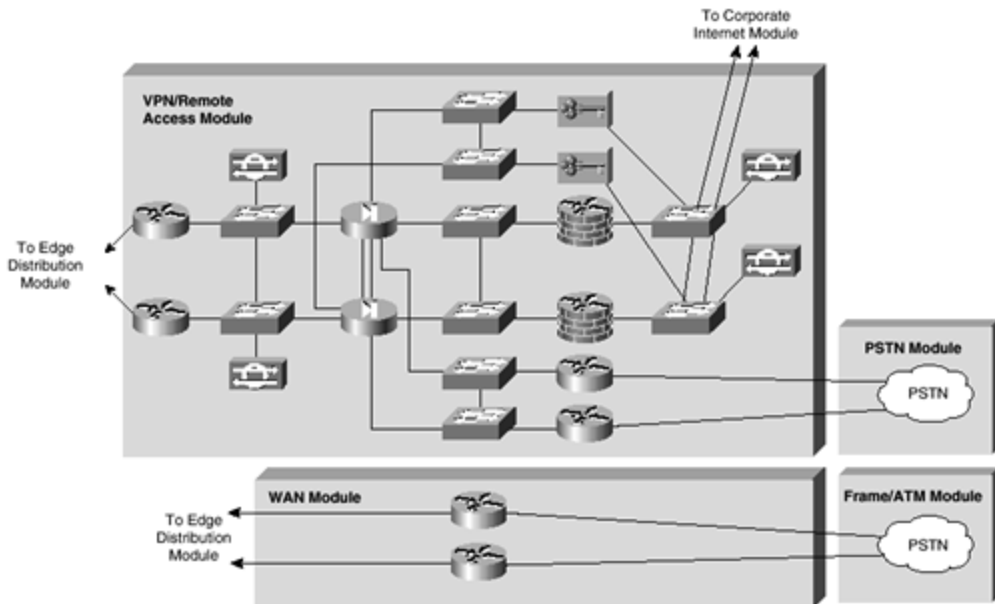 To Corporate
Internet Module
VPN/Remote
Access Module
To Edge
Distribution
Module
PSTN Module
PSTN
WAN Module
Frame/ATM Module
To Edge
Distribution
Module
PSTN